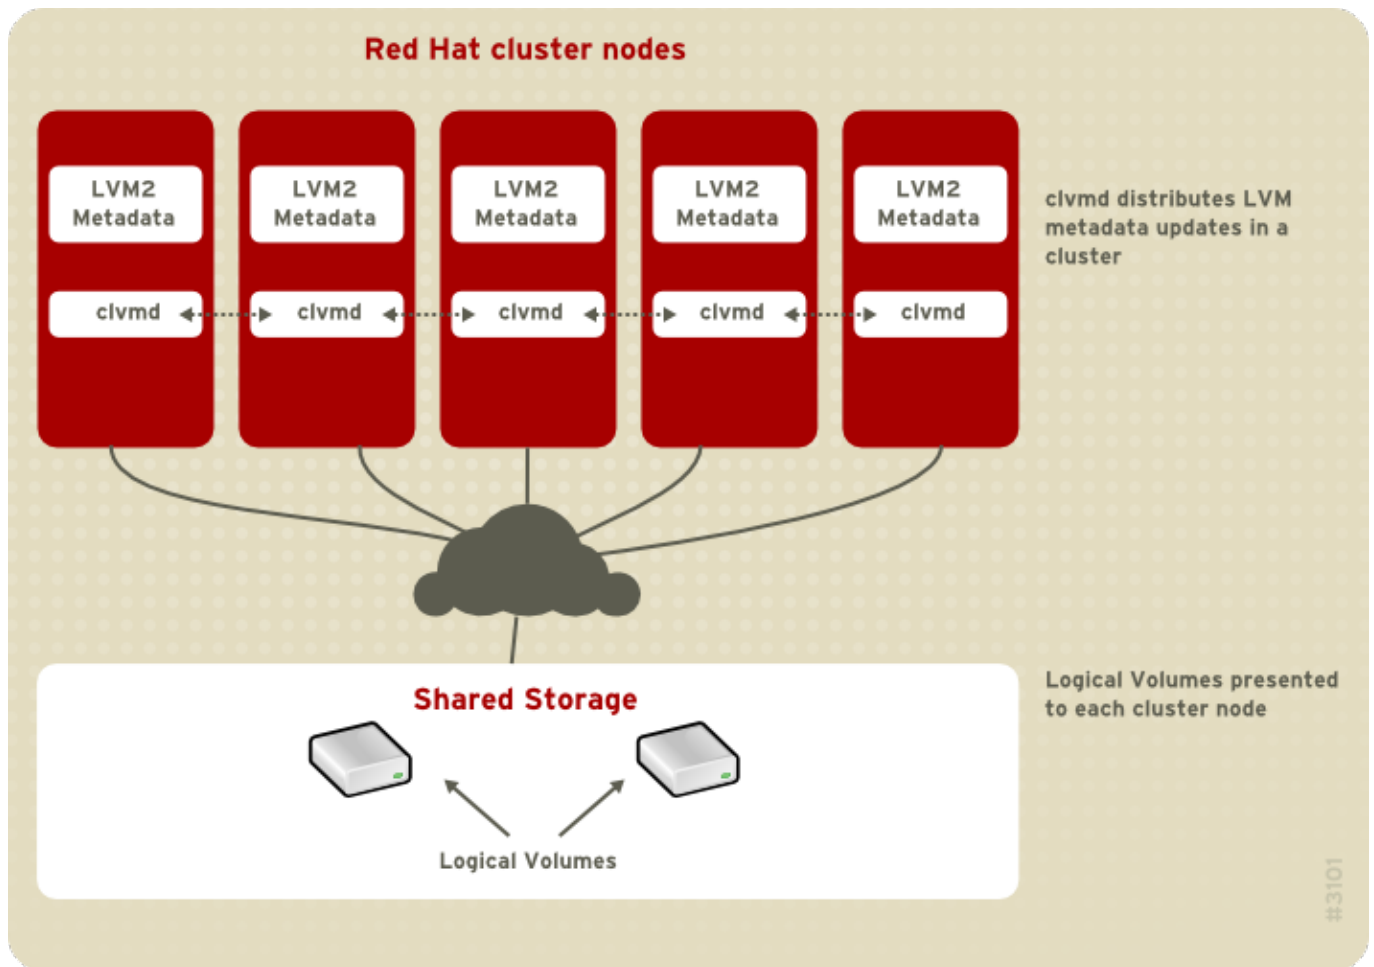 Red Hat cluster nodes
LVM2
Metadata
LVM2
Metadata
LVM2
Metadata
LVM2
Metadata
LVM2
Metadata
clvmd distributes LVM
metadata updates in a
cluster
clvmd
clvmd
clvmd
clvmd
clvmd
Shared Storage
Logical Volumes presented
to each cluster node
Logical Volumes
#3101